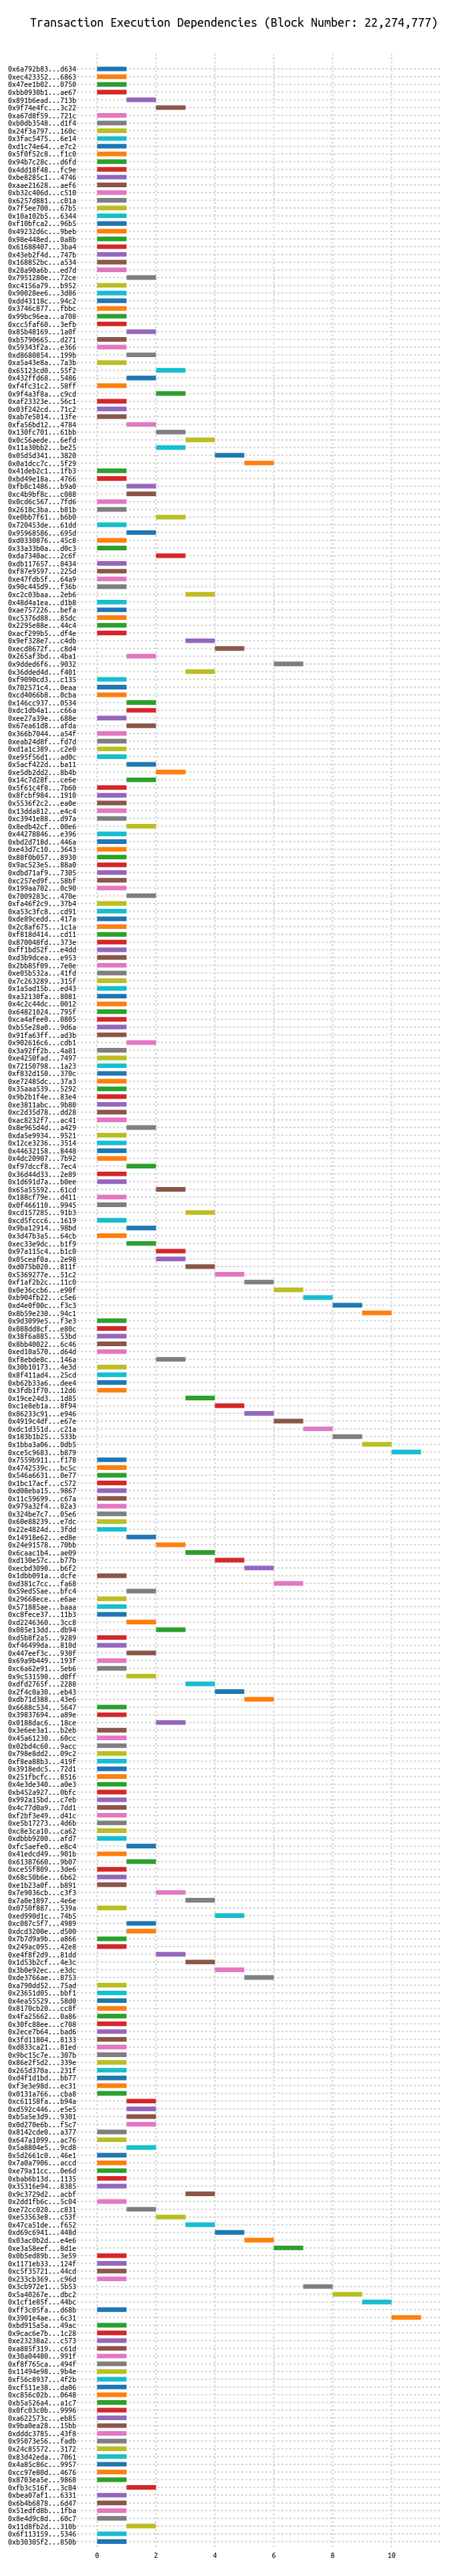 Transaction Execution Dependencies (Block Number: 22,274,777)
0x6a792b83...d634
0xec423352...6863
0x47ee1b02...0750
0xbb0930b1...ae67
0x891b6ead...713b
0x9f74e4fc...3c22
0xa67d8f59...721c
0xb0db3548...d1f4
0x24f3a797...160c
0x3fac5475...6e14
0xd1c74e64...e7c2
0x5f0f52c8...f1c0
0x94b7c28c...d6fd
0x4dd18f48...fc9e
0xbe8285c1...4746
0xaae21628...aef6
0xb32c406d...c510
0x6257d881...c01a
0x7f5ee700...67b5
0x10a102b5...6344
0xf10bfca2...96b5
0x49232d6c...9beb
0x98e448ed...0a8b
0x61688407...3ba4
0x43eb2f4d...747b
0x168852bc...a534
0x28a90a6b...ed7d
0x7951280e...72ce
0xc4156a79...b952
0x90028ee6...3d86
0xdd43118c...94c2
0x3746c877...fbbc
0x99bc96ea...a708
0xcc5faf60...3efb
0x85b48169...1a0f
0xb5790665...d271
0x59343f2a...e366
0xd8680854...199b
0xa5a43e8a...7a3b
0x65123cd0...55f2
0x432ffd68...5486
0xf4fc31c2...58ff
0x9f4a3f8a...c9cd
0xaf23323e...56c1
0x03f242cd...71c2
0xab7e5014...13fe
0xfa56bd12...4784
0x130fc701...61bb
0x0c56aede...6efd
0x11a30bb2...be25
0x05d5d341...3820
0x0a1dcc7c...5f29
0x41deb2c1...1fb3
0xbd49e18a...4766
0xfb8c1486...b9a0
0xc4b9bf8c...c088
0x0cd6c567...7fd6
0x2618c3ba...b81b
0xe0bb7f61...b6b0
0x720453de...61dd
0x95968586...695d
0xd0330876...45c8
0x33a33b0a...d0c3
0xda7340ac...2c6f
0xdb117657...8434
0xf87e9597...225d
0xe47fdb5f...64a9
0x90c445d9...f36b
0xc2c03baa...2eb6
0x48d4a1ea...d1b8
0xae757226...befa
0xc5376d88...85dc
0x2295e88e...44c4
0xacf299b5...df4e
0x9ef328e7...c4db
0xecd8672f...c8d4
0x265af3bd...4ba1
0x9dded6f6...9032
0x36dded4d...f401
0xf9090cd3...c135
0x702571c4...0eaa
0xcd4066b8...0cba
0x146cc937...0534
0xdc1db4a1...c66a
0xee27a39e...688e
0x67ea61d8...afda
0x366b7044...a54f
0xeab24d8f...fd7d
0xd1a1c389...c2e0
0xe95f56d1...ad0c
0x5acf422d...ba11
0xe5db2dd2...8b4b
0x14c7d28f...ce6e
0x5f61c4f8...7b60
0x8fcbf984...1910
0x5536f2c2...ea0e
0x13dda812...e4c4
0xc3941e88...d97a
0x8edb42cf...00e6
0x44278846...e396
0xbd2d718d...446a
0xe43d7c10...3643
0x88f0b057...8930
0x9ac523e5...88a0
0xdbd71af9...7305
0xc257ed9f...58bf
0x199aa702...0c90
0x7009283c...470e
0xfa46f2c9...37b4
0xa53c3fc8...cd91
0xde89cedd...417a
0x2c8af675...1c1a
0xf818d414...cd11
0x870048fd...373e
0xff1bd52f...e4dd
0xd3b9dcea...e953
0x2bb85f09...7e0e
0xe05b532a...41fd
0x7c263289...315f
0x1a5ad15b...ed43
0xa32130fa...8081
0x4c2c44dc...0012
0x64821024...795f
0xca4afee0...0805
0xb55e28a0...9d6a
0x91fa63ff...ad3b
0x902616c6...cdb1
0x3a92ff2b...4a81
0xe4250fad...7497
0x72150798...1a23
0xf832d150...370c
0xe72485dc...37a3
0x35aaa539...5292
0x9b2b1f4e...83e4
0xe3811abc...9b80
0xc2d35d78...dd28
0xac8232f7...ac41
0x8e965d4d...a429
0xda5e9934...9521
0x12ce3236...3514
0x44632158...8448
0x4dc20907...7b92
0xf97dccf8...7ec4
0x36d44d33...2e89
0x1d691d7a...b0ee
0x65a55592...61cd
0x188cf79e...d411
0x0f466110...9945
0xcd157285...91b3
0xcd5fccc6...1619
0x9ba12914...98bd
0x3d47b3a5...64cb
0xec33e9dc...b1f9
0x97a115c4...b1c0
0x05ceaf0a...2e98
0xd075b020...811f
0x5369277e...51c2
0xf1af2b2c...11c0
0x0e36ccb6...e90f
0xb904fb22...c5e6
0xd4e0f00c...f3c3
0x8b59e230...94c1
0x9d3099e5...f3e3
0x088dd8cf...e80c
0x38f6a885...53bd
0x8bb40022...6c46
0xed10a570...d64d
0xf8ebde8c...146a
0x30b10173...4e3d
0x8f411ad4...25cd
0xb62b33a6...dee4
0x3fdb1f70...12d6
0x19ce24d3...1d85
0xc1e8eb1a...8f94
0x86233c91...e946
0x4919c4df...e67e
0xdc1d351d...c21a
0x183b1b25...533b
0x1bba3a06...0db5
0xce5c9683...b879
0x7559b911...f178
0x4742539c...bc5c
0x546a6631...0e77
0x1bc17acf...c572
0xd08eba15...9867
0x11c59699...c67a
0x979a32f4...82a3
0x324be7c7...05e6
0x60e88239...e7dc
0x22e4824d...3fdd
0x14918e62...ed8e
0x24e91578...70bb
0x6caac1b4...ae09
0xd130e57c...b77b
0xecbd3090...b6f2
0x1dbb091a...dcfe
0xd381c7cc...fa68
0x59ed55ae...bfc4
0x29668ece...e6ae
0x571885ae...baaa
0xc8fece37...11b3
0xd2246360...3cc8
0x085e13dd...db94
0xd5b8f2a5...9289
0xf46499da...810d
0x447eef3c...930f
0x69a9b449...193f
0xc6a62e91...5eb6
0x9c531590...d0ff
0xdfd2765f...2288
0x2f4c0a30...eb43
0xdb71d388...43e6
0x6688c534...5647
0x39837694...a89e
0x0188dac6...18ce
0x3e6ee3a1...b2eb
0x45a61230...60cc
0x02bd4c60...9acc
0x798e8dd2...09c2
0xf8ea88b3...419f
0x3918edc5...72d1
0x251fbcfc...8516
0x4e3de340...a0e3
0xb452a927...0bfc
0x992a15bd...c7eb
0x4c77d0a9...7dd1
0xf2bf3e49...d41c
0xe5b17273...4d6b
0xc8e3ca10...ca62
0xdbbb9200...afd7
0xfc5aefe0...e8c4
0x41edcd49...901b
0x61387660...9b07
0xce55f809...3de6
0x68c50b6e...6b62
0xe1b23a0f...b891
0x7e9036cb...c3f3
0x7a0e1897...4e6e
0x0750f887...539a
0xed990d1c...74b5
0xc087c5f7...4989
0xdcd3200e...d500
0x7b7d9a9b...a866
0x249ac095...42e8
0xe4f8f2d9...81dd
0x1d53b2cf...4e3c
0x3b0e92ec...e3dc
0xde3766ae...8753
0xa790dd52...75ad
0x23651d05...bbf1
0x4ea55529...58d0
0x8170cb20...cc8f
0x4fa25662...0a86
0x30fc88ee...c708
0x2ece7b64...bad6
0x3fd11804...8133
0xd833ca21...81ed
0x9bc15c7e...307b
0x86e2f5d2...339e
0x265d370a...231f
0xd4f1d1bd...bb77
0xf3e3e98d...ec31
0x0131a766...cba8
0xc61158fa...b94a
0xd592c446...e5e5
0xb5a5e3d9...9301
0x0d270e6b...f5c7
0x8142cde0...a377
0x647a1099...ac76
0x5a8804e5...9cd8
0x5d2661c0...46e1
0x7a0a7906...accd
0xe79a11cc...0e6d
0xbab6b13d...1135
0x35316e94...8385
0x9c3729d2...acbf
0x2dd1fb6c...5c04
0xe72cc020...c831
0xe53563e8...c53f
0x47ca51de...f652
0xd69c6941...448d
0x03ac0b2d...e4e6
0xe3a58eef...8d1e
0x0b5ed89b...3e59
0x1171eb33...124f
0xc5f35721...44cd
0x233cb369...c96d
0x3cb972e1...5b53
0x5a40267e...dbc2
0x1cf1e85f...44bc
0xff3c05fa...d68b
0x3901e4ae...6c31
0xbd915a5a...49ac
0x9cac6e7b...1c28
0xe23238a2...c573
0xa885f319...c61d
0x30a04480...991f
0xf8f765ca...494f
0x11494e98...9b4e
0xf56c8937...4f2b
0xcf511e38...da06
0xc856c02b...0648
0xb5a526a4...a1c7
0x0fc03c0b...9996
0xa622573c...eb85
0x9ba0ea28...15bb
0xdddc3785...43f8
0x95073e56...fadb
0x24c85572...3172
0x83d42eda...7061
0x4a85c86c...9957
0xcc97e80d...4676
0x8703ea5e...9868
0xfb3c516f...3c04
0xbea07af1...6331
0x6b4b6878...6d47
0x51edfd8b...1fba
0x8e4d9c8d...60c7
0x11d8fb2d...310b
0x6f113159...5346
0xb30305f2...850b
0 2 4 6 8 10